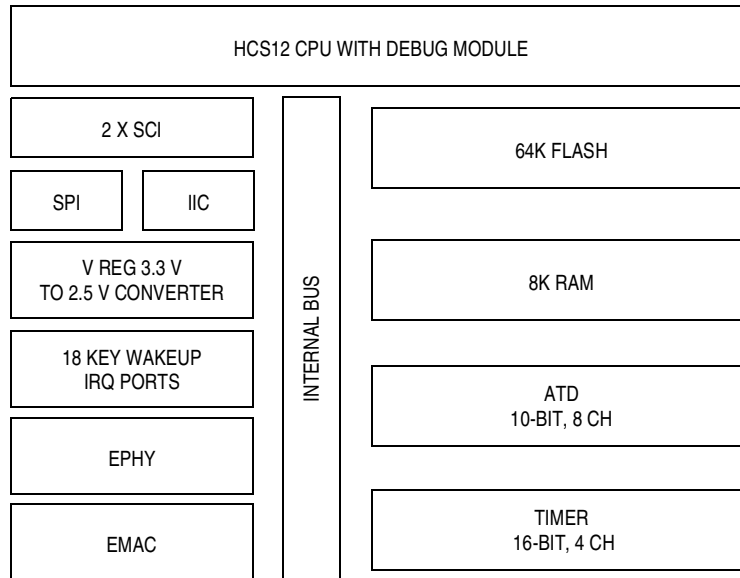 HCS12 CPU WITH DEBUG MODULE
2 X SCI
SPI
IIC
V REG 3.3 V
TO 2.5 V CONVERTER
18 KEY WAKEUP
IRQ PORTS
EPHY
EMAC
INTERNAL BUS
64K FLASH
8K RAM
ATD
10-BIT, 8 CH
TIMER
16-BIT, 4 CH